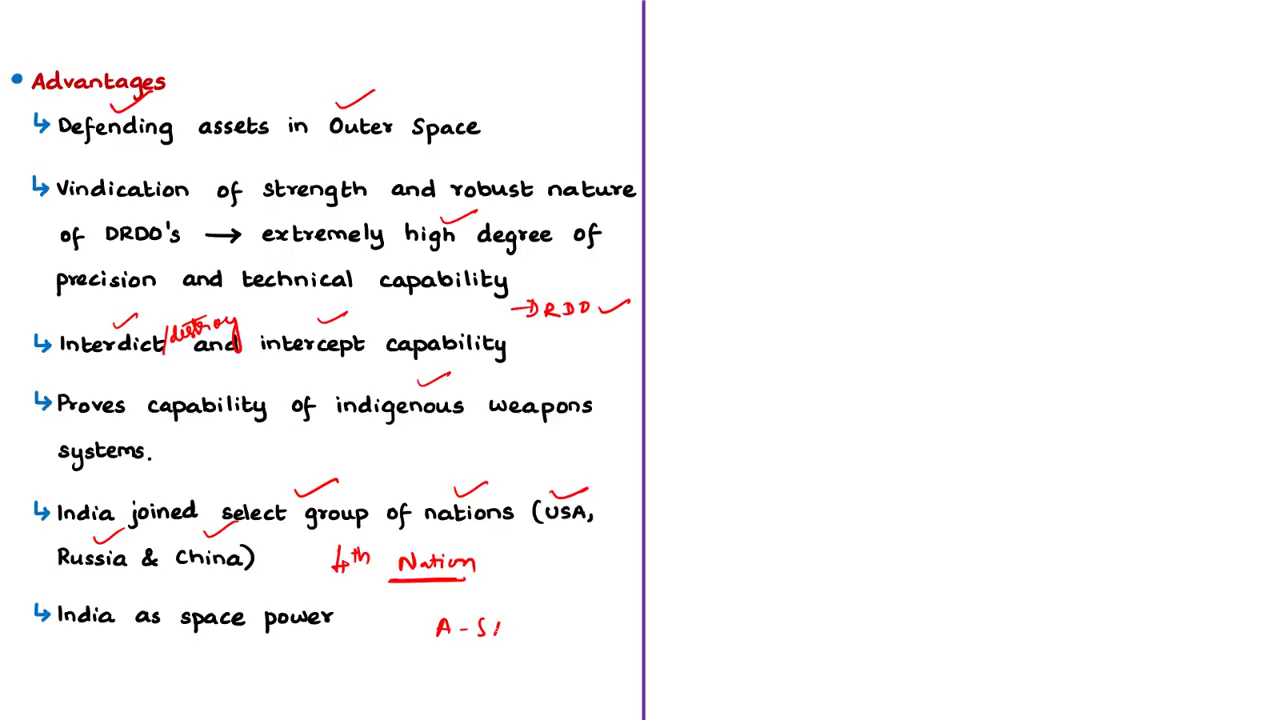 Advantages
Defending assets in Outer Space
Vindication of strength and robust nature
of DRDO's → extremely high degree of
precision and technical capability
→ DRDO
Interdict /destroy and intercept capability
Proves capability of indigenous weapons
systems.
India joined select group of nations (USA,
Russia & China) 4th Nation
India as space power
A-S